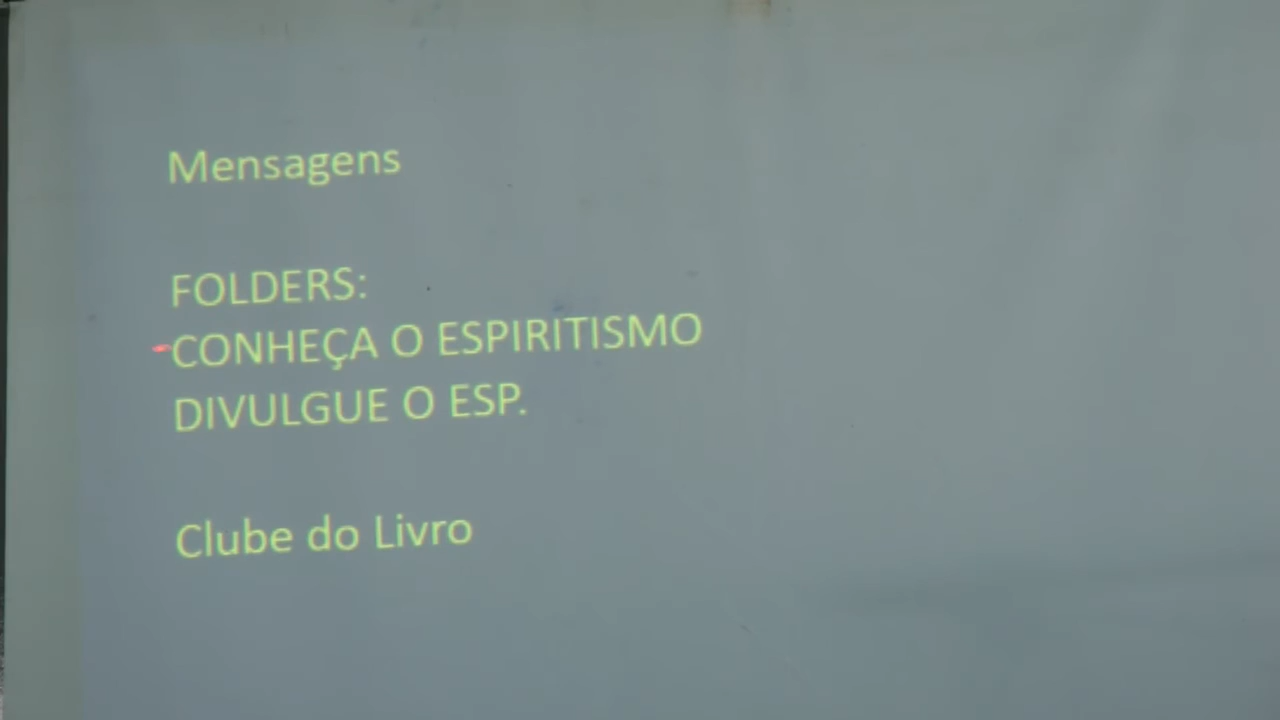 Mensagens
FOLDERS:
CONHEÇA O ESPIRITISMO
DIVULGUE O ESP.
Clube do Livro